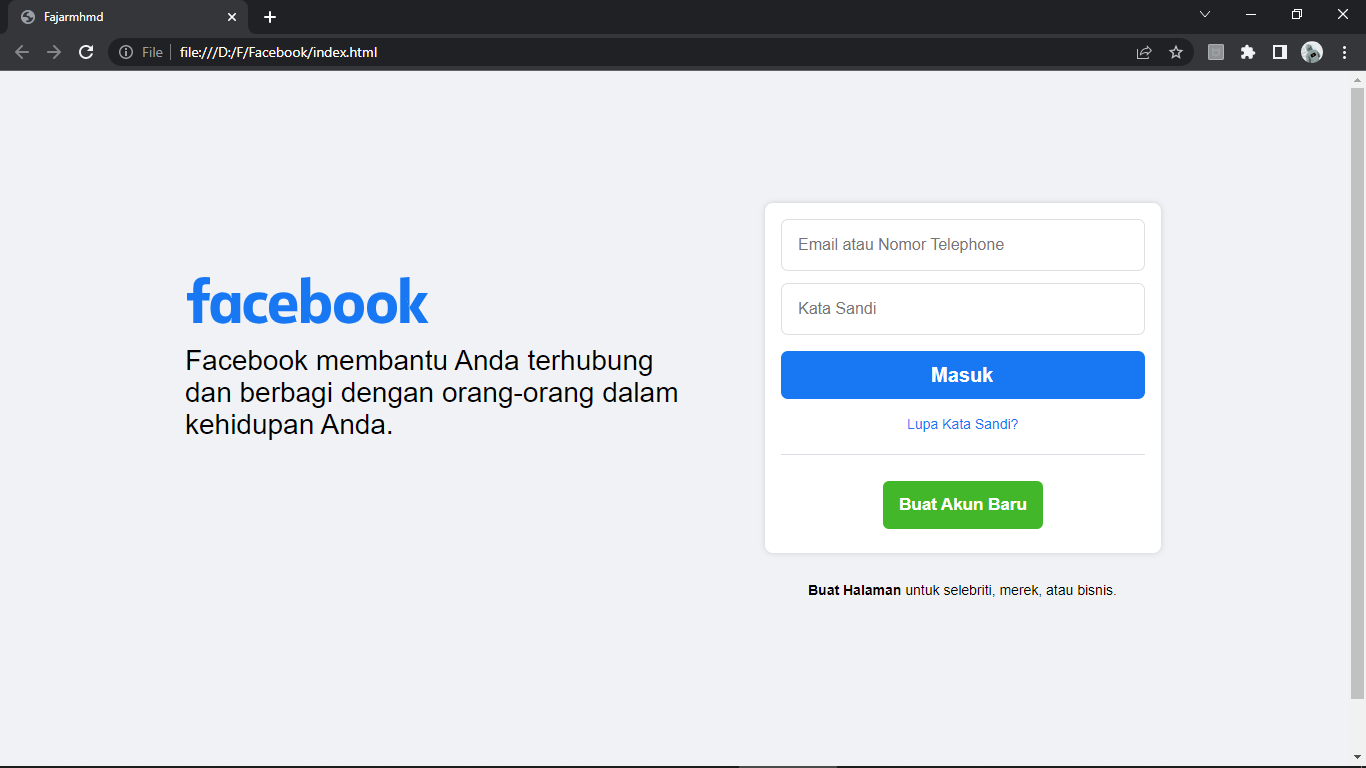 Fajarmhmd
File
file:///D:/F/Facebook/index.html
facebook
Facebook membantu Anda terhubung
dan berbagi dengan orang-orang dalam
kehidupan Anda.
Email atau Nomor Telephone
Kata Sandi
Masuk
Lupa Kata Sandi?
Buat Akun Baru
Buat Halaman untuk selebriti, merek, atau bisnis.